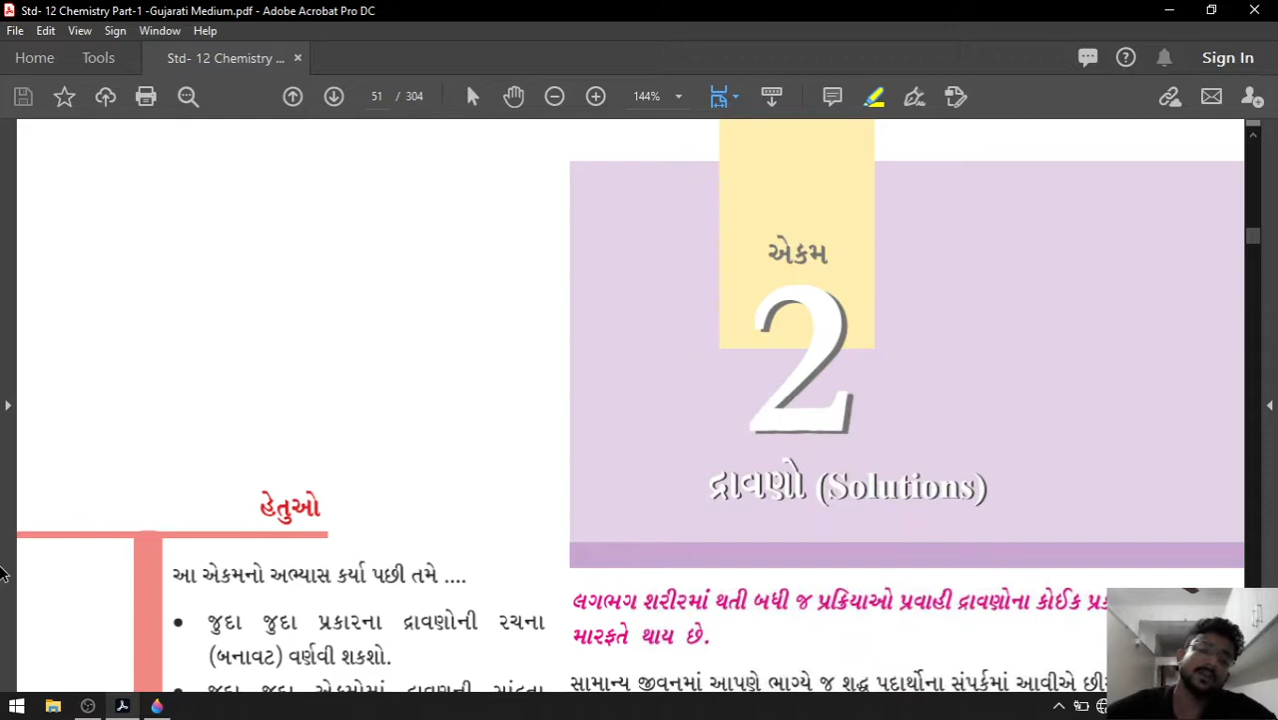 Std- 12 Chemistry Part-1 -Gujarati Medium.pdf - Adobe Acrobat Pro DC
File Edit View Sign Window Help
Home Tools Std- 12 Chemistry ... × Sign In
51 / 304 144%
એકમ
2
દ્રાવણો (Solutions)
હેતુઓ
આ એકમનો અભ્યાસ કર્યા પછી તમે ....
• જુદા જુદા પ્રકારના દ્રાવણોની રચના
(બનાવટ) વર્ણવી શકશો.
• જુદા જુદા એકમોમાં દ્રાવણની સાંદ્રતા
લગભગ શરીરમાં થતી બધી જ પ્રક્રિયાઓ પ્રવાહી દ્રાવણોના કોઈક
મારફતે થાય છે.
સામાન્ય જીવનમાં આપણે ભાગ્યે જ શુદ્ધ પદાર્થોના સંપર્કમાં આવીએ